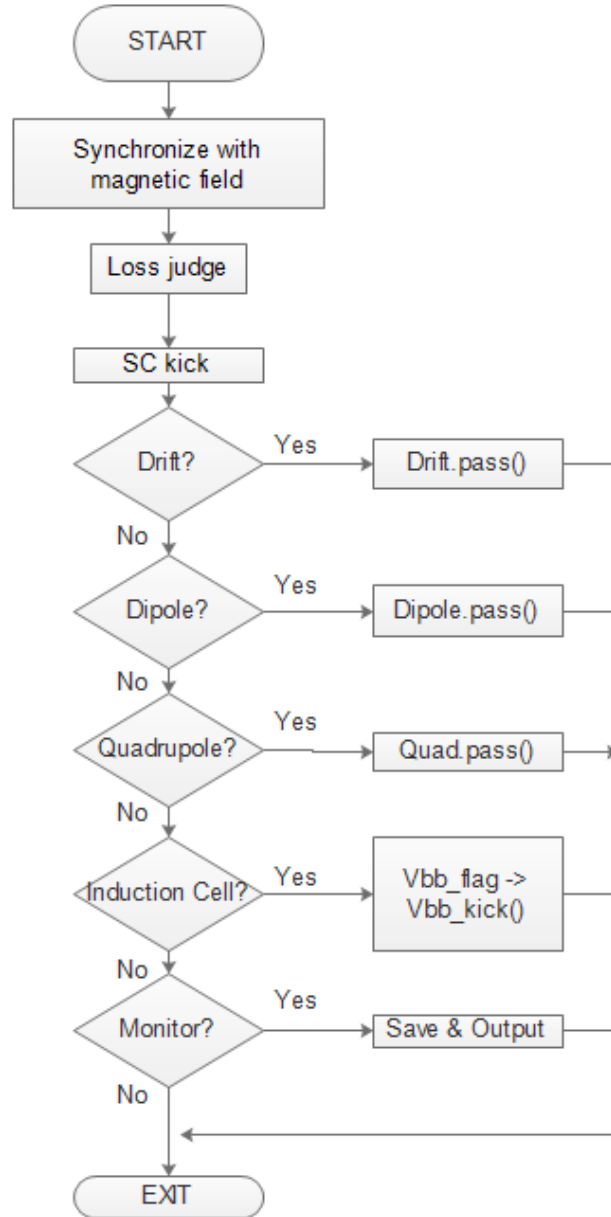 START
Synchronize with
magnetic field
Loss judge
SC kick
Drift?
Yes
Drift.pass()
No
Dipole?
Yes
Dipole.pass()
No
Quadrupole?
Yes
Quad.pass()
No
Induction Cell?
Yes
Vbb_flag ->
Vbb_kick()
No
Monitor?
Yes
Save & Output
No
EXIT